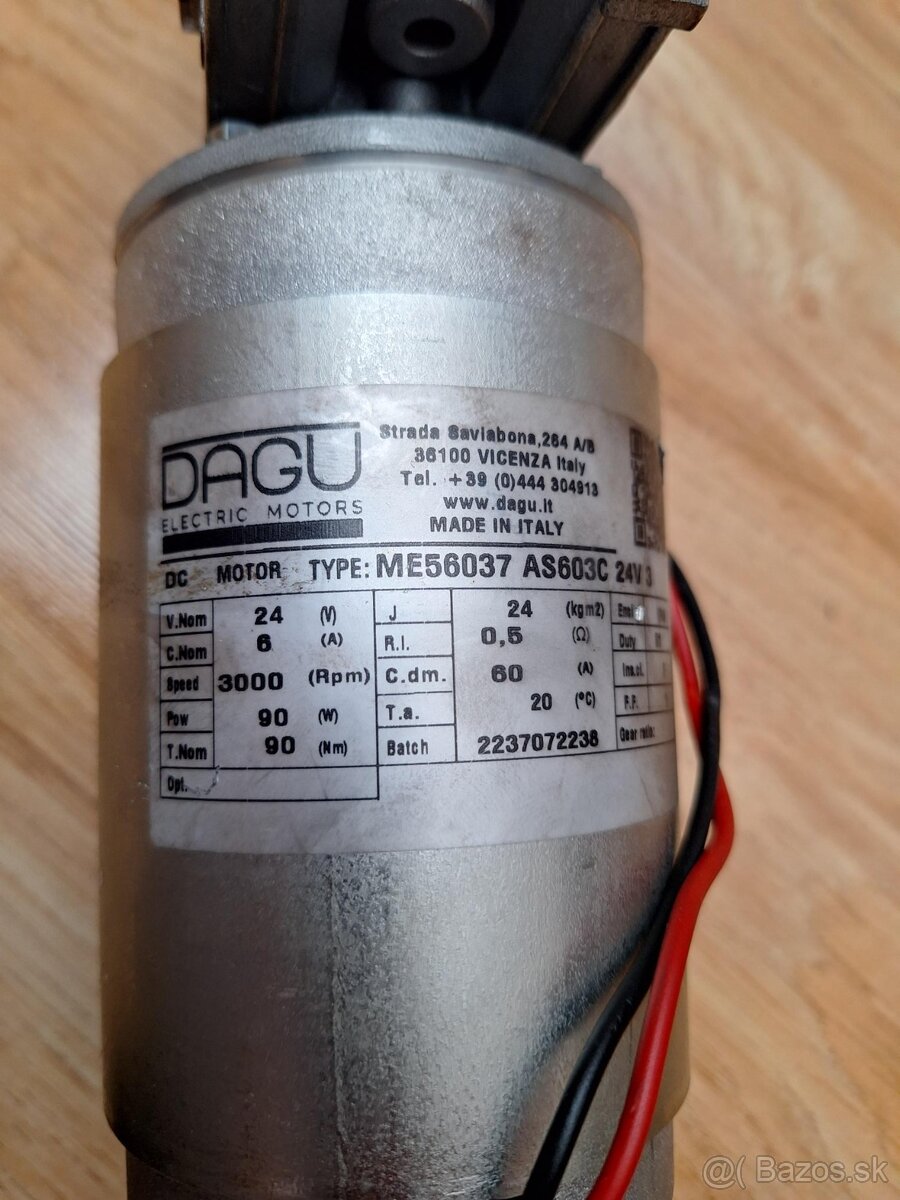 DAGU
ELECTRIC MOTORS
Strada Saviabona,264 A/B
36100 VICENZA Italy
Tel. +39 (0)444 304913
www.dagu.it
MADE IN ITALY
DC MOTOR TYPE: ME56037 AS603C 24V 3
V.Nom 24 (V) J 24 (kgm2)
C.Nom 6 (A) R.I. 0,5 (Ω) Duty
Speed 3000 (Rpm) C.dm. 60 (A) Ins.cl.
Pow 90 (W) T.a. 20 (°C) F.F.
T.Nom 90 (Nm) Batch 2237072238 Gear ratio:
Opt.
@( Bazos.sk